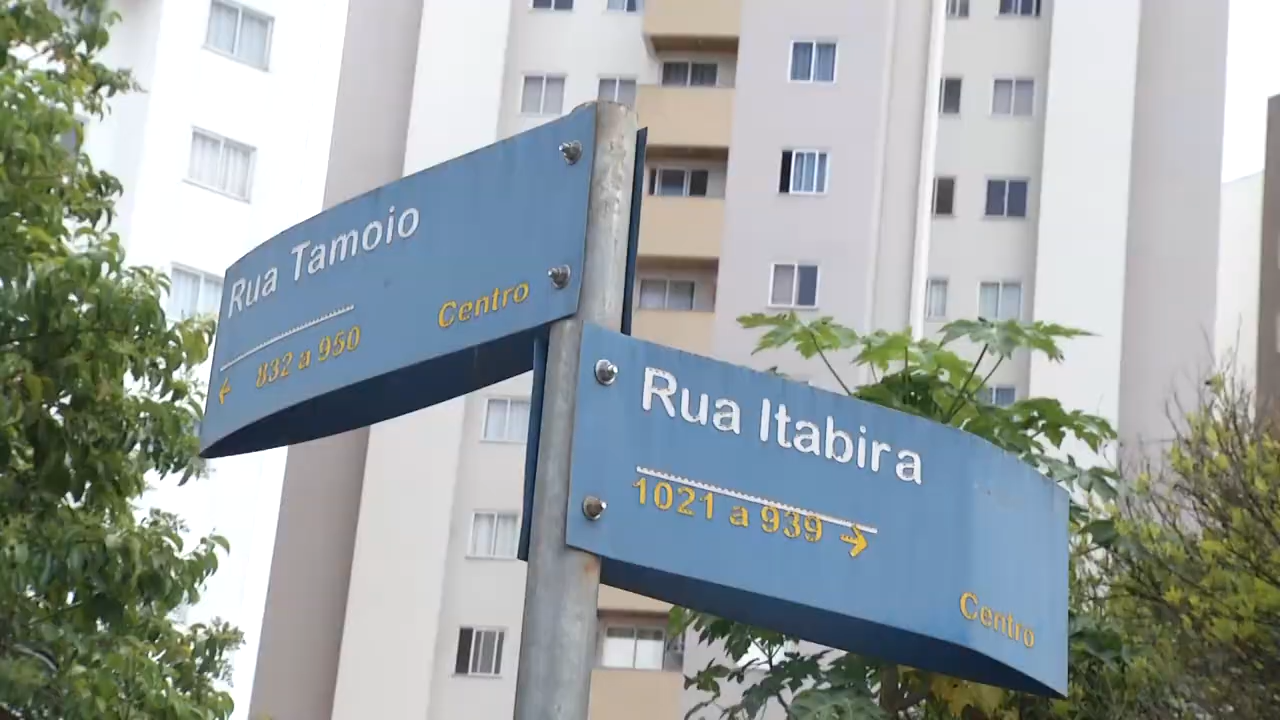 Rua Tamoio
832 a 950
Centro
Rua Itabira
1021 a 939
Centro